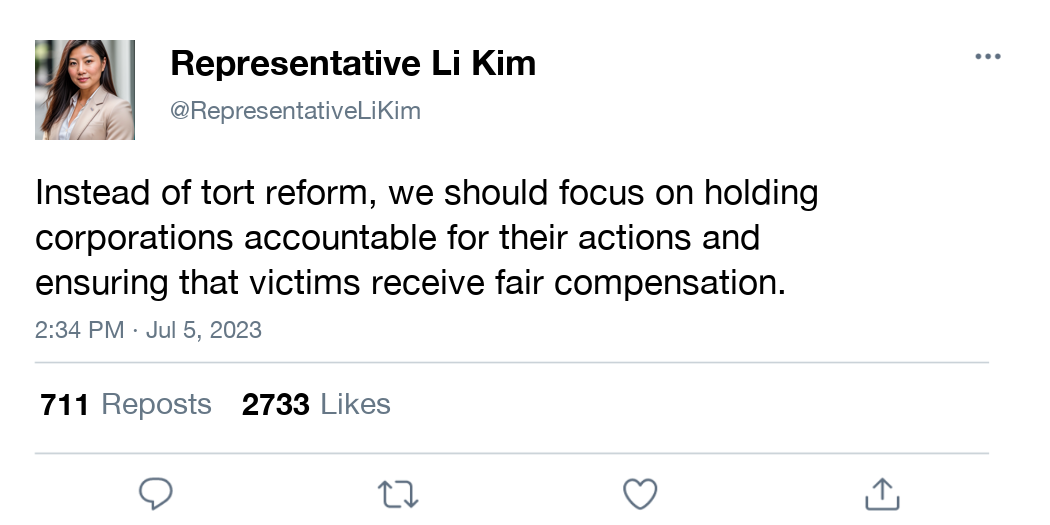 Representative Li Kim
@RepresentativeLiKim
Instead of tort reform, we should focus on holding
corporations accountable for their actions and
ensuring that victims receive fair compensation.
2:34 PM · Jul 5, 2023
711 Reposts 2733 Likes